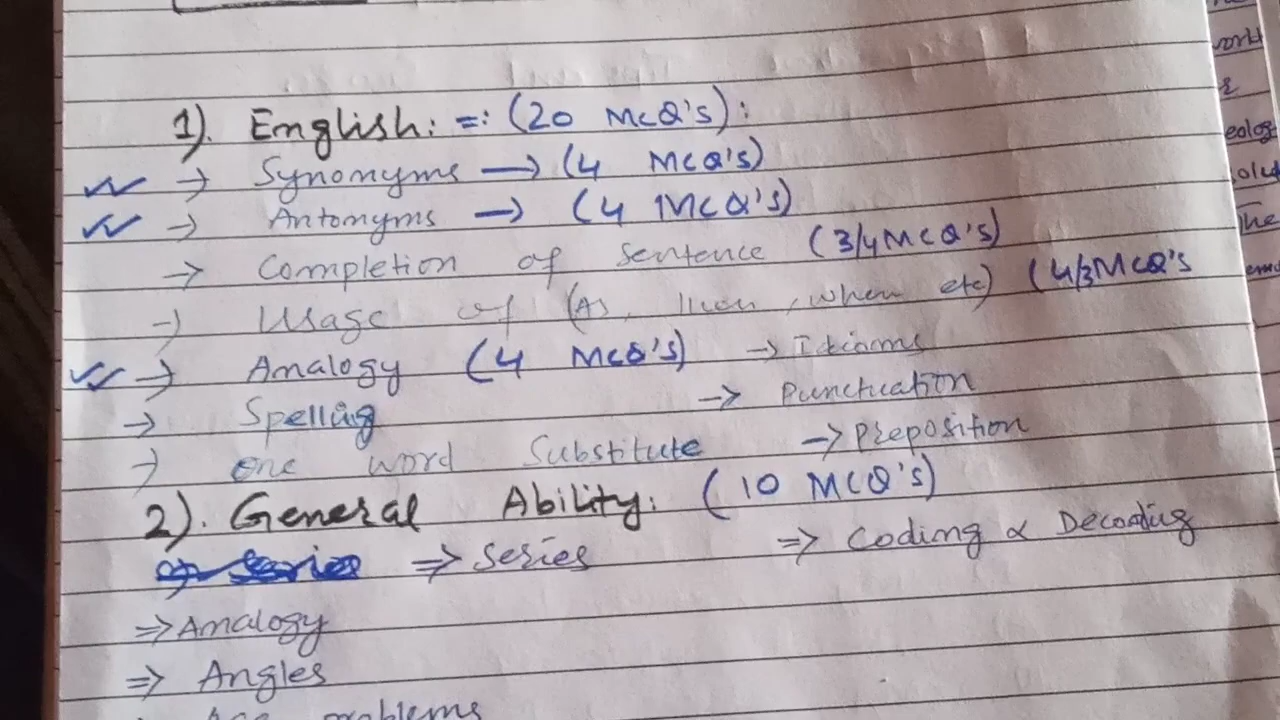 1). English: =: (20 McQ's):
→ Synonyms → (4 McQ's)
→ Antonyms → (4 McQ's)
→ Completion of sentence (3/4 McQ's)
→ Usage of (As, , when etc) (4/3 McQ's
→ Analogy (4 McQ's) → Idioms
→ Spelling → Punctuation
→ One word Substitute → Preposition
2). General Ability: (10 MCQ's)
⇒ Series ⇒ Coding & Decoding
⇒ Analogy
⇒ Angles
Age problems